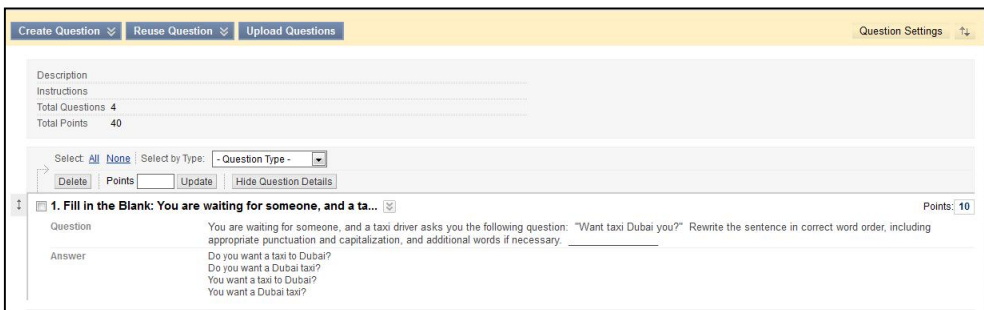 Create Question Reuse Question Upload Questions Question Settings
Description
Instructions
Total Questions 4
Total Points 40
Select: All None Select by Type: - Question Type -
Delete Points Update Hide Question Details
1. Fill in the Blank: You are waiting for someone, and a ta... Points: 10
Question You are waiting for someone, and a taxi driver asks you the following question: "Want taxi Dubai you?" Rewrite the sentence in correct word order, including
appropriate punctuation and capitalization, and additional words if necessary. ________________
Answer Do you want a taxi to Dubai?
Do you want a Dubai taxi?
You want a taxi to Dubai?
You want a Dubai taxi?